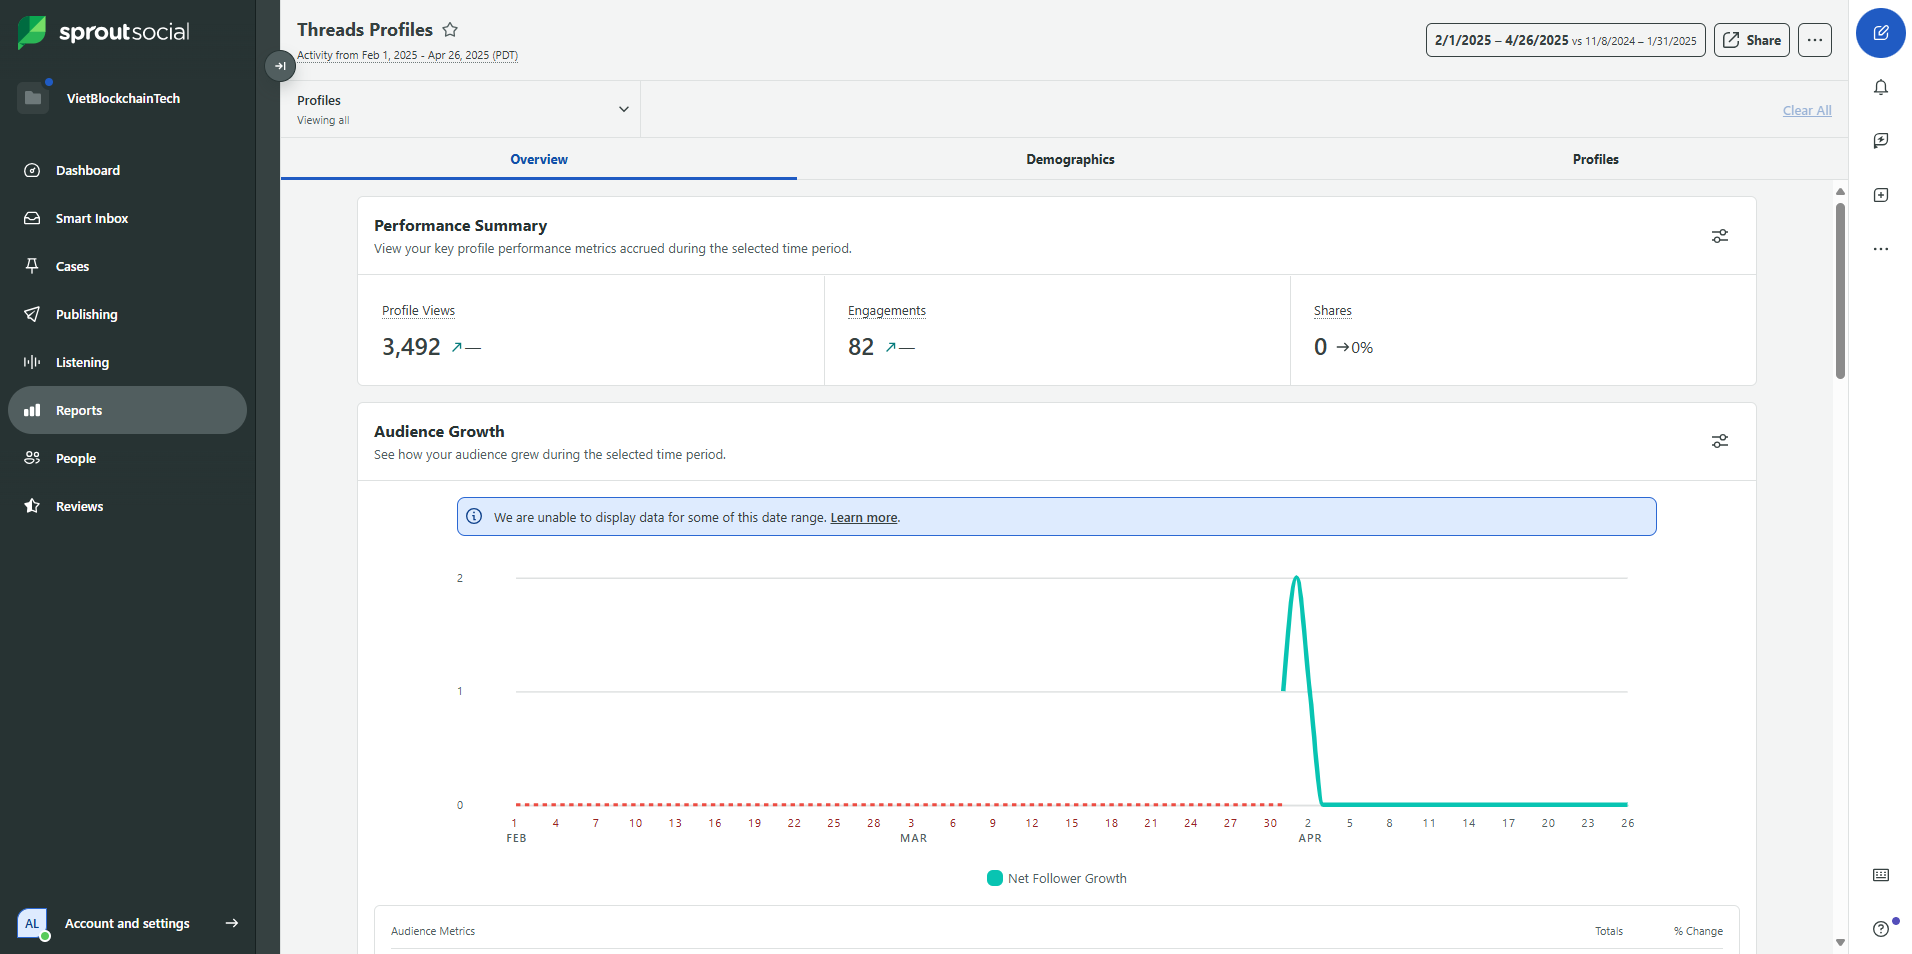 sproutsocial
VietBlockchainTech
Dashboard
Smart Inbox
Cases
Publishing
Listening
Reports
People
Reviews
AL
Account and settings
Threads Profiles
Activity from Feb 1, 2025 - Apr 26, 2025 (PDT)
2/1/2025 – 4/26/2025 vs 11/8/2024 – 1/31/2025
Share
Profiles
Viewing all
Clear All
Overview
Demographics
Profiles
Performance Summary
View your key profile performance metrics accrued during the selected time period.
Profile Views
3,492 —
Engagements
82 —
Shares
0 0%
Audience Growth
See how your audience grew during the selected time period.
We are unable to display data for some of this date range. Learn more.
2
1
0
1 4 7 10 13 16 19 22 25 28 3 6 9 12 15 18 21 24 27 30 2 5 8 11 14 17 20 23 26
FEB MAR APR
Net Follower Growth
Audience Metrics Totals % Change